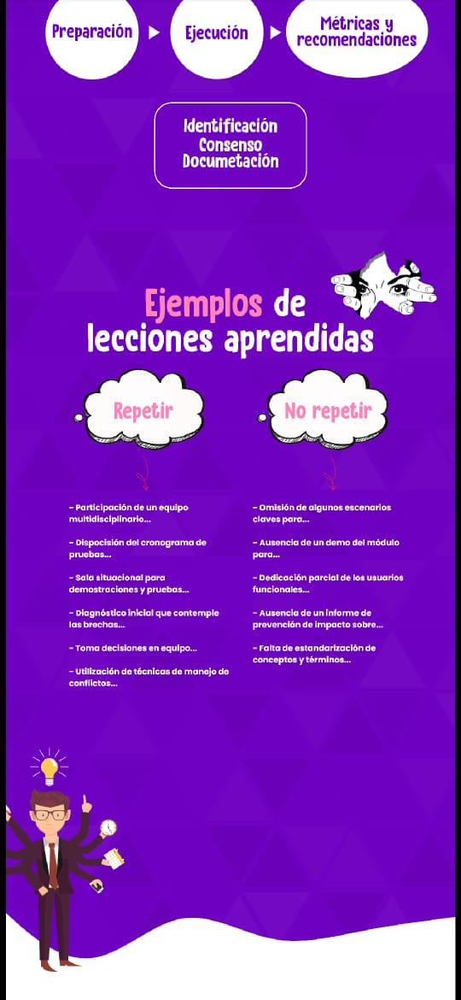 Preparación
Ejecución
Métricas y
recomendaciones
Identificación
Consenso
Documetación
Ejemplos de
lecciones aprendidas
Repetir
No repetir
- Participación de un equipo
multidisciplinario...
- Dispocisión del cronograma de
pruebas...
- Sala situacional para
demostraciones y pruebas...
- Diagnóstico inicial que contemple
las brechas...
- Toma decisiones en equipo...
- Utilización de técnicas de manejo de
conflictos...
- Omisión de algunos escenarios
claves para...
- Ausencia de un demo del módulo
para...
- Dedicación parcial de los usuarios
funcionales...
- Ausencia de un informe de
prevención de impacto sobre...
- Falta de estandarización de
conceptos y términos...